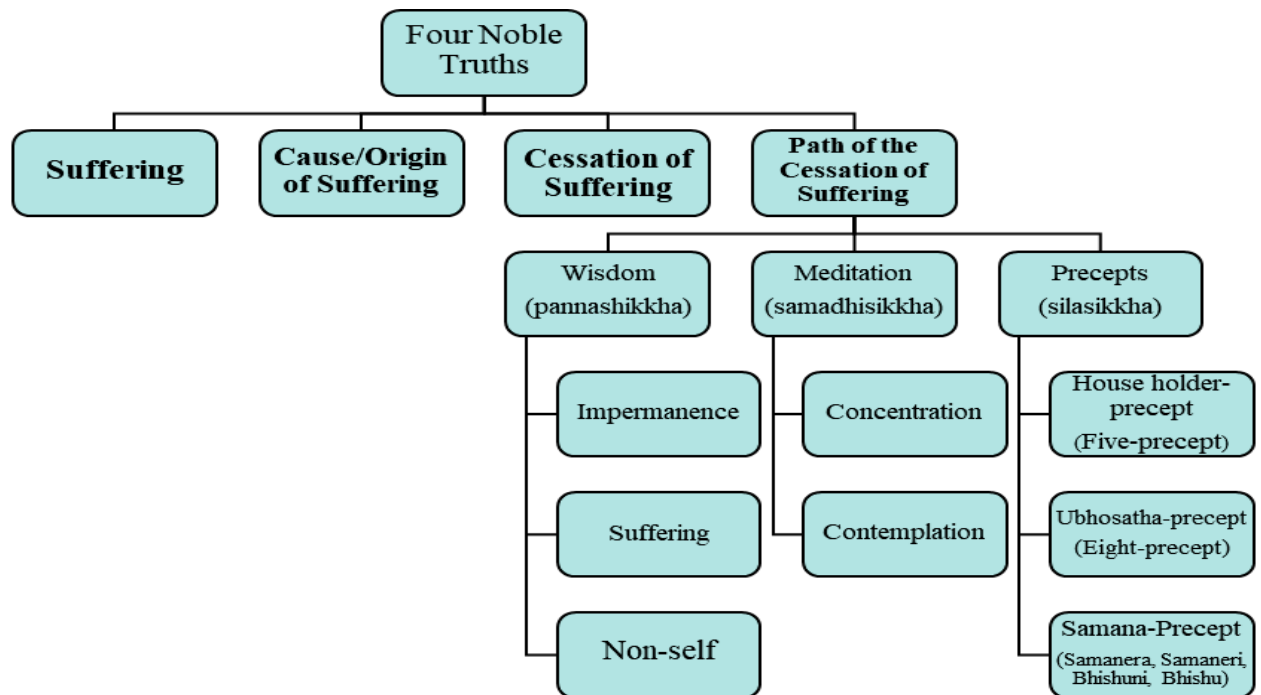 Four Noble
Truths
Suffering
Cause/Origin
of Suffering
Cessation of
Suffering
Path of the
Cessation of
Suffering
Wisdom
(pannashikkha)
Meditation
(samadhisikkha)
Precepts
(silasikkha)
Impermanence
Concentration
House holder-
precept
(Five-precept)
Suffering
Contemplation
Ubhosatha-precept
(Eight-precept)
Non-self
Samana-Precept
(Samanera, Samaneri,
Bhishuni, Bhishu)